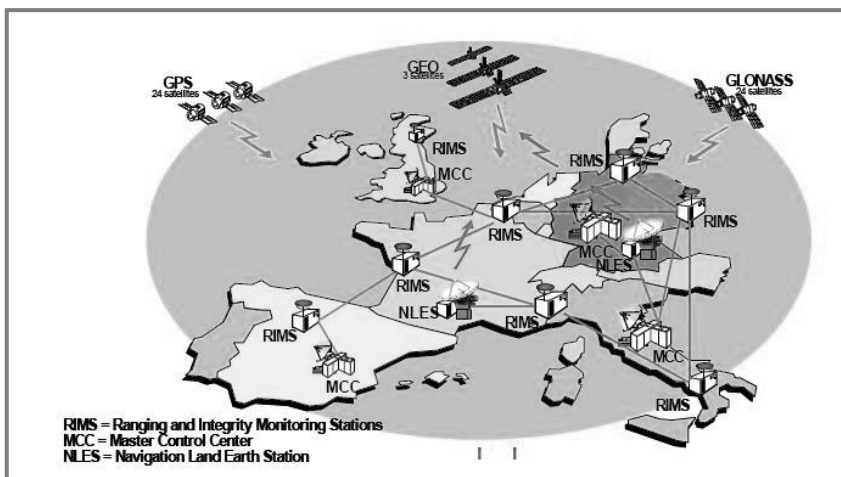 GPS
24 satellites
GEO
3 satellites
GLONASS
24 satellites
RIMS
MCC
RIMS
RIMS
RIMS
MCC
NLES
RIMS
NLES
RIMS
RIMS
MCC
MCC
RIMS
RIMS = Ranging and Integrity Monitoring Stations
MCC = Master Control Center
NLES = Navigation Land Earth Station